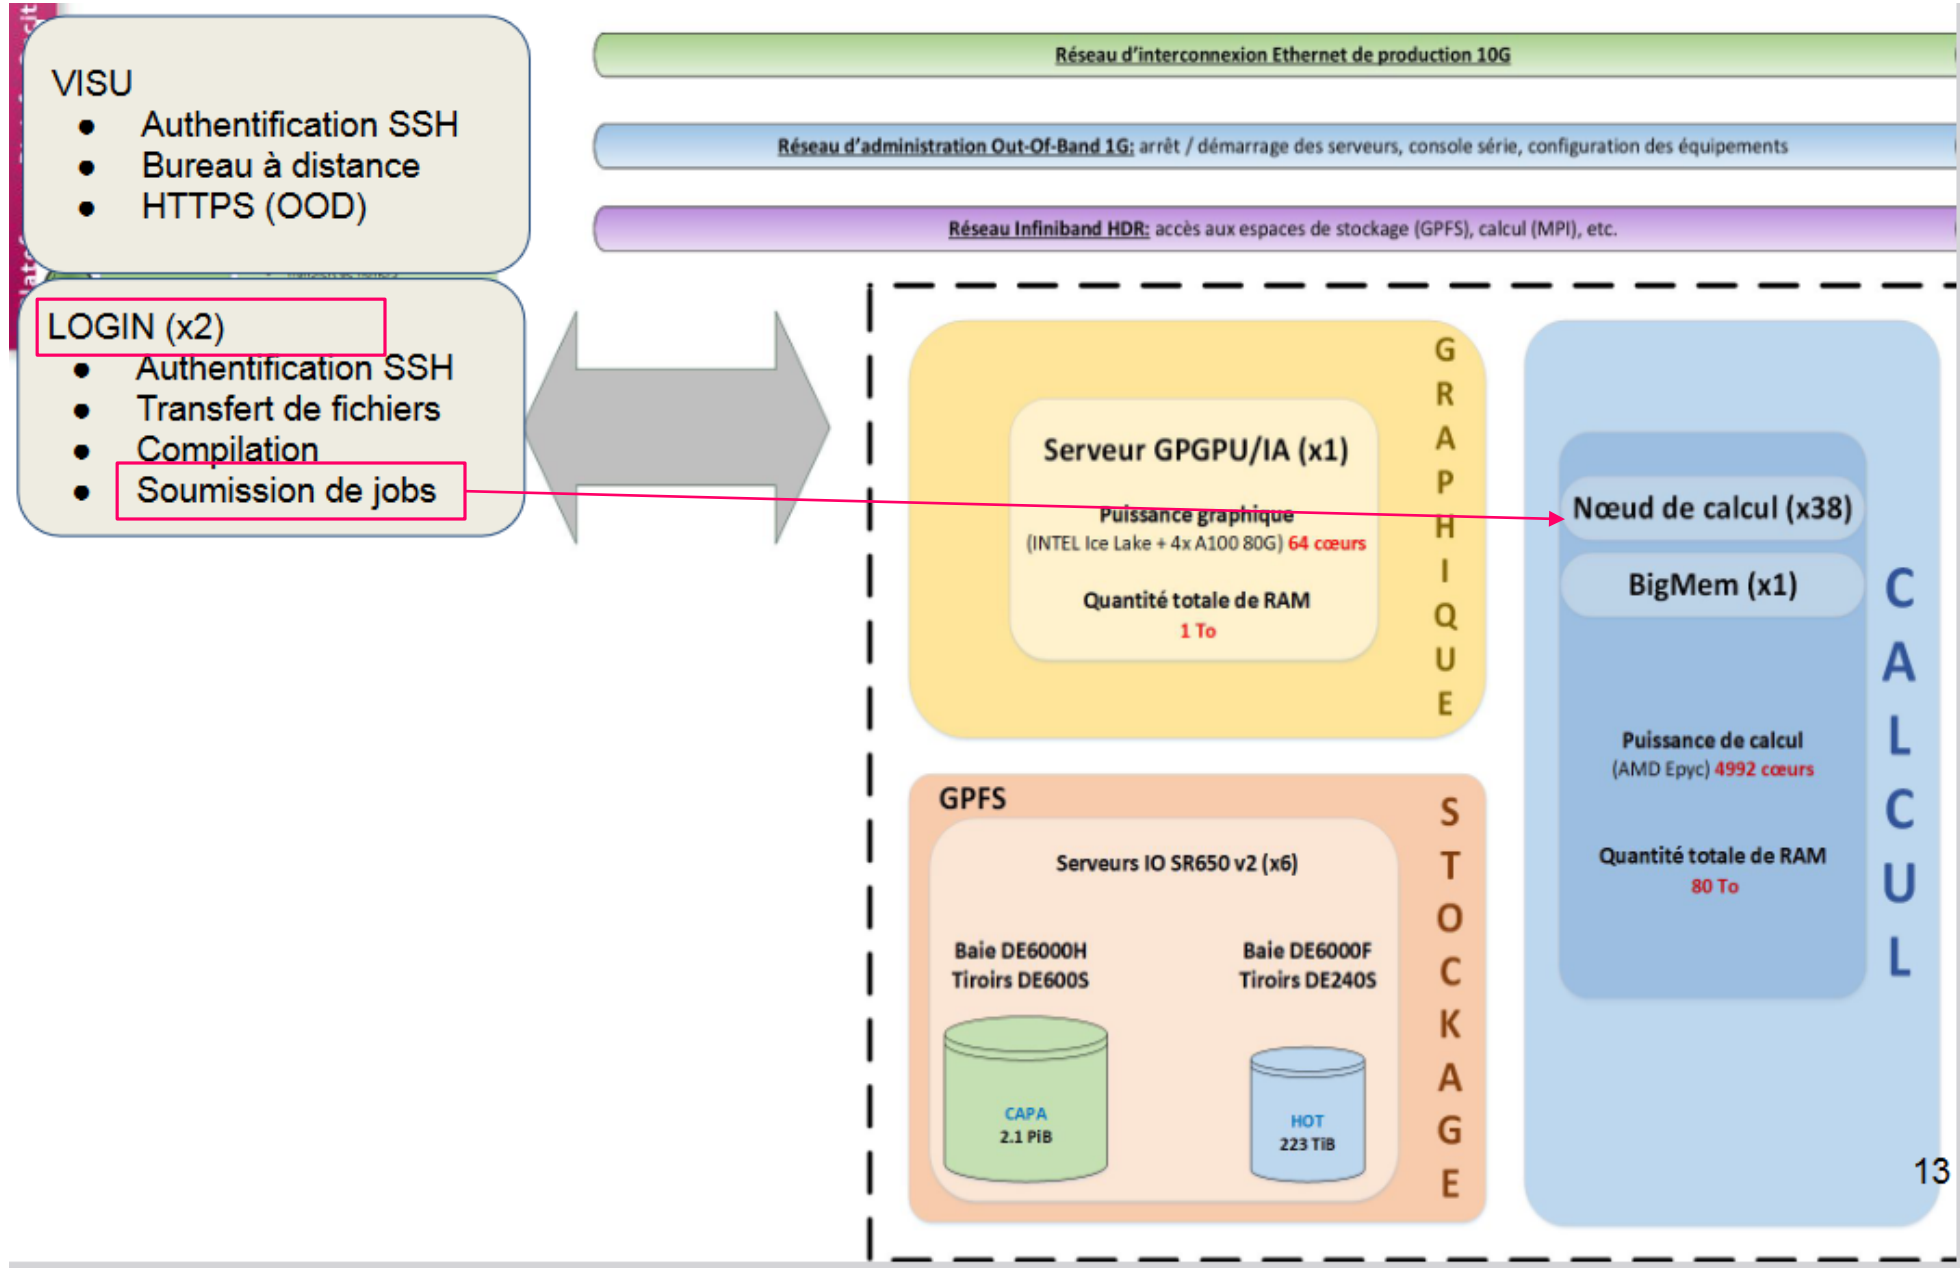 VISU
● Authentification SSH
● Bureau à distance
● HTTPS (OOD)
LOGIN (x2)
● Authentification SSH
● Transfert de fichiers
● Compilation
● Soumission de jobs
Réseau d'interconnexion Ethernet de production 10G
Réseau d'administration Out-Of-Band 1G: arrêt / démarrage des serveurs, console série, configuration des équipements
Réseau Infiniband HDR: accès aux espaces de stockage (GPFS), calcul (MPI), etc.
GRAPHIQUE
Serveur GPGPU/IA (x1)
Puissance graphique
(INTEL Ice Lake + 4x A100 80G) 64 cœurs
Quantité totale de RAM
1 To
GPFS
STOCKAGE
Serveurs IO SR650 v2 (x6)
Baie DE6000H
Tiroirs DE600S
CAPA
2.1 PiB
Baie DE6000F
Tiroirs DE240S
HOT
223 TiB
CALCUL
Nœud de calcul (x38)
BigMem (x1)
Puissance de calcul
(AMD Epyc) 4992 cœurs
Quantité totale de RAM
80 To
13